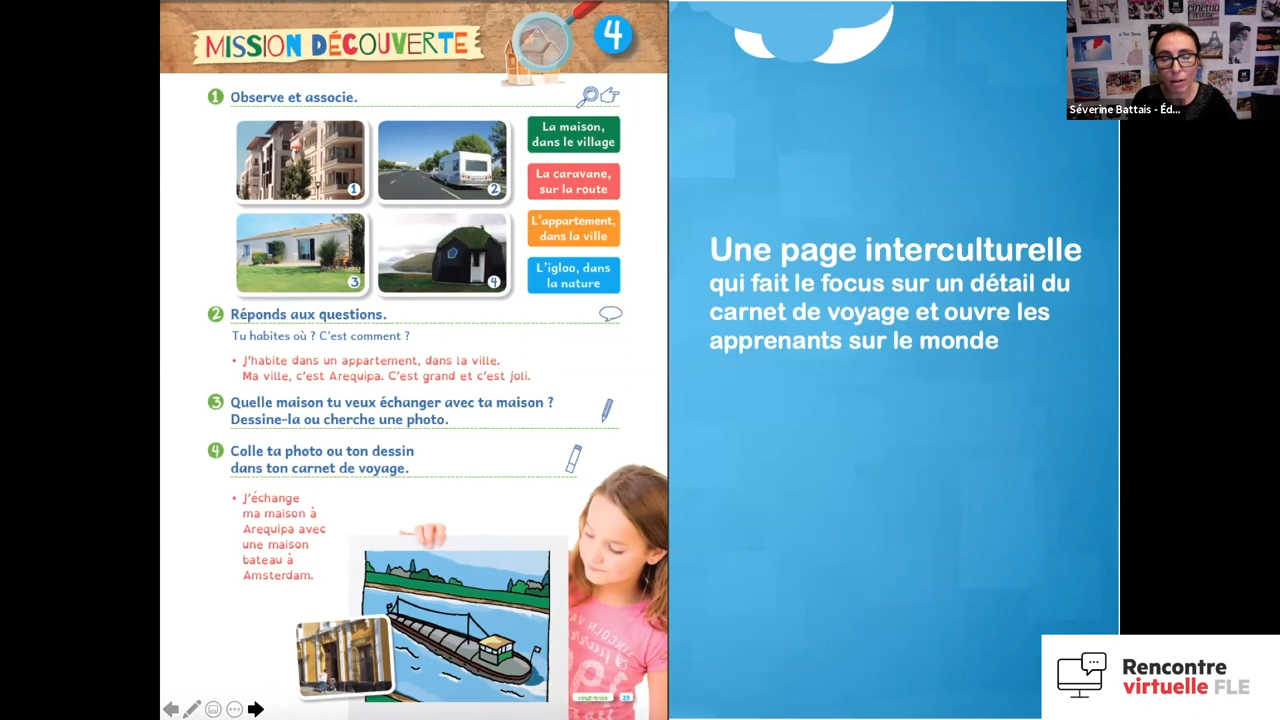 MISSION DÉCOUVERTE
4
1 Observe et associe.
1
2
3
4
La maison,
dans le village
La caravane,
sur la route
L'appartement,
dans la ville
L'igloo, dans
la nature
2 Réponds aux questions.
Tu habites où ? C'est comment ?
• J'habite dans un appartement, dans la ville.
Ma ville, c'est Arequipa. C'est grand et c'est joli.
3 Quelle maison tu veux échanger avec ta maison ?
Dessine-la ou cherche une photo.
4 Colle ta photo ou ton dessin
dans ton carnet de voyage.
• J'échange
ma maison à
Arequipa avec
une maison
bateau à
Amsterdam.
vingt-trois 23
Une page interculturelle
qui fait le focus sur un détail du
carnet de voyage et ouvre les
apprenants sur le monde
cinéma
Séverine Battais - Éd...
Rencontre
virtuelle FLE